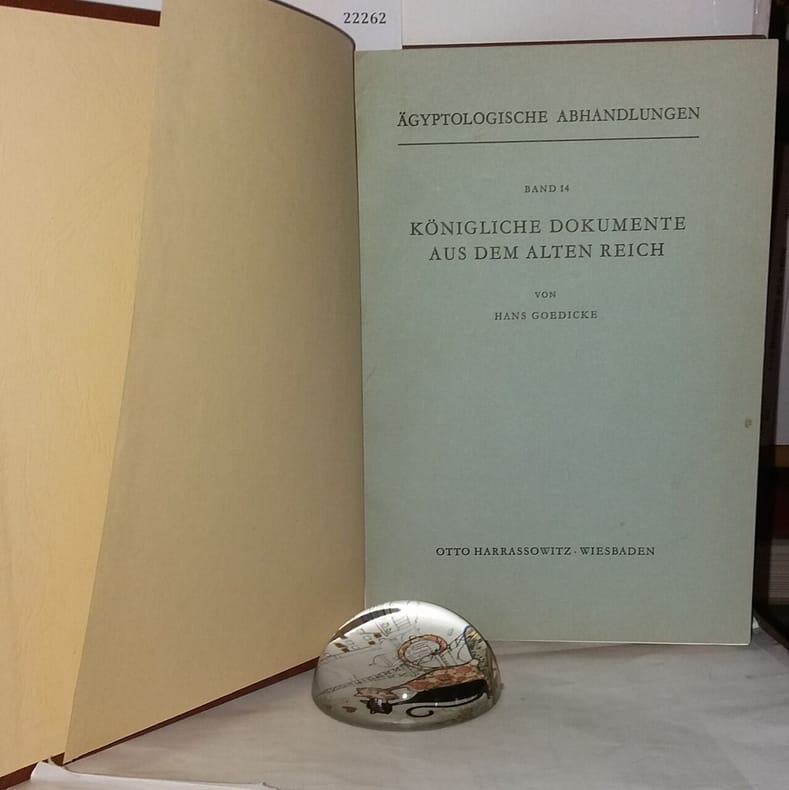 22262
ÄGYPTOLOGISCHE ABHANDLUNGEN
BAND 14
KÖNIGLICHE DOKUMENTE
AUS DEM ALTEN REICH
VON
HANS GOEDICKE
OTTO HARRASSOWITZ · WIESBADEN